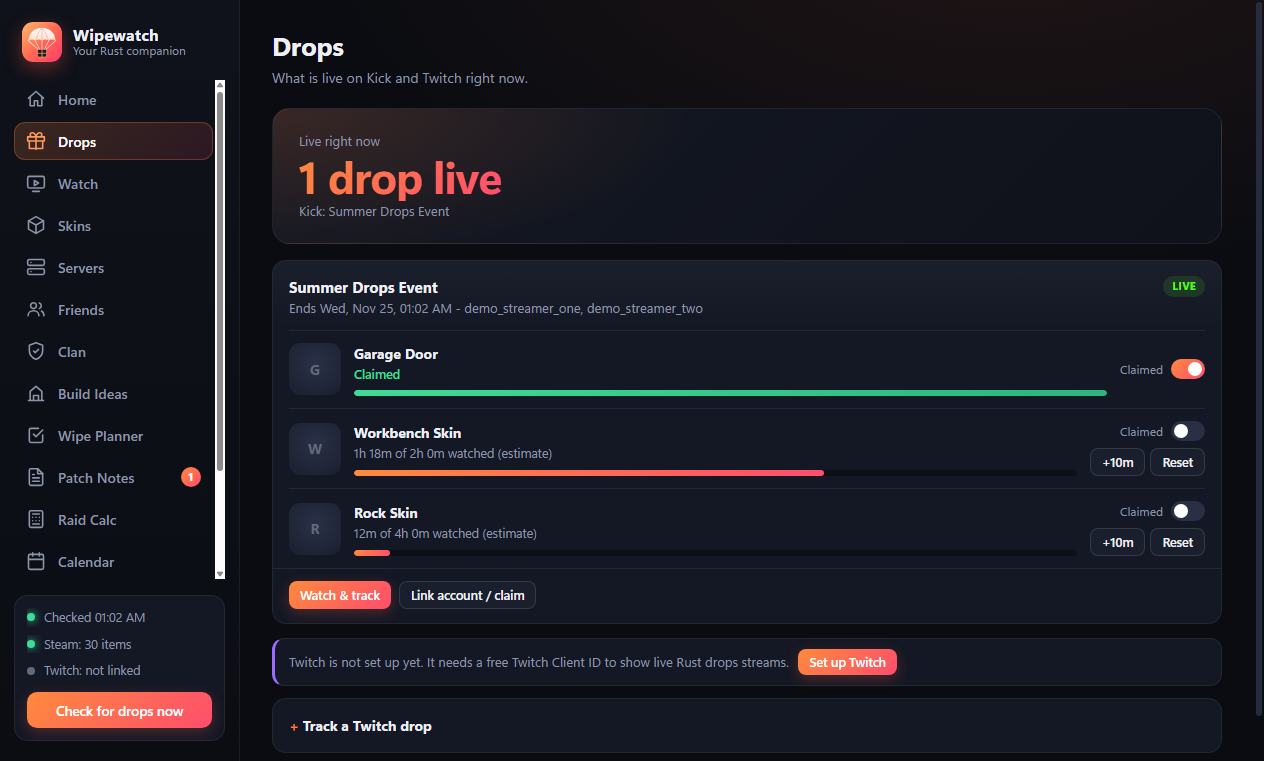 Wipewatch
Your Rust companion
Home
Drops
Watch
Skins
Servers
Friends
Clan
Build Ideas
Wipe Planner
Patch Notes
1
Raid Calc
Calendar
Checked 01:02 AM
Steam: 30 items
Twitch: not linked
Check for drops now
Drops
What is live on Kick and Twitch right now.
Live right now
1 drop live
Kick: Summer Drops Event
Summer Drops Event
LIVE
Ends Wed, Nov 25, 01:02 AM - demo_streamer_one, demo_streamer_two
G
Garage Door
Claimed
Claimed
W
Workbench Skin
1h 18m of 2h 0m watched (estimate)
Claimed
+10m
Reset
R
Rock Skin
12m of 4h 0m watched (estimate)
Claimed
+10m
Reset
Watch & track
Link account / claim
Twitch is not set up yet. It needs a free Twitch Client ID to show live Rust drops streams.
Set up Twitch
+ Track a Twitch drop